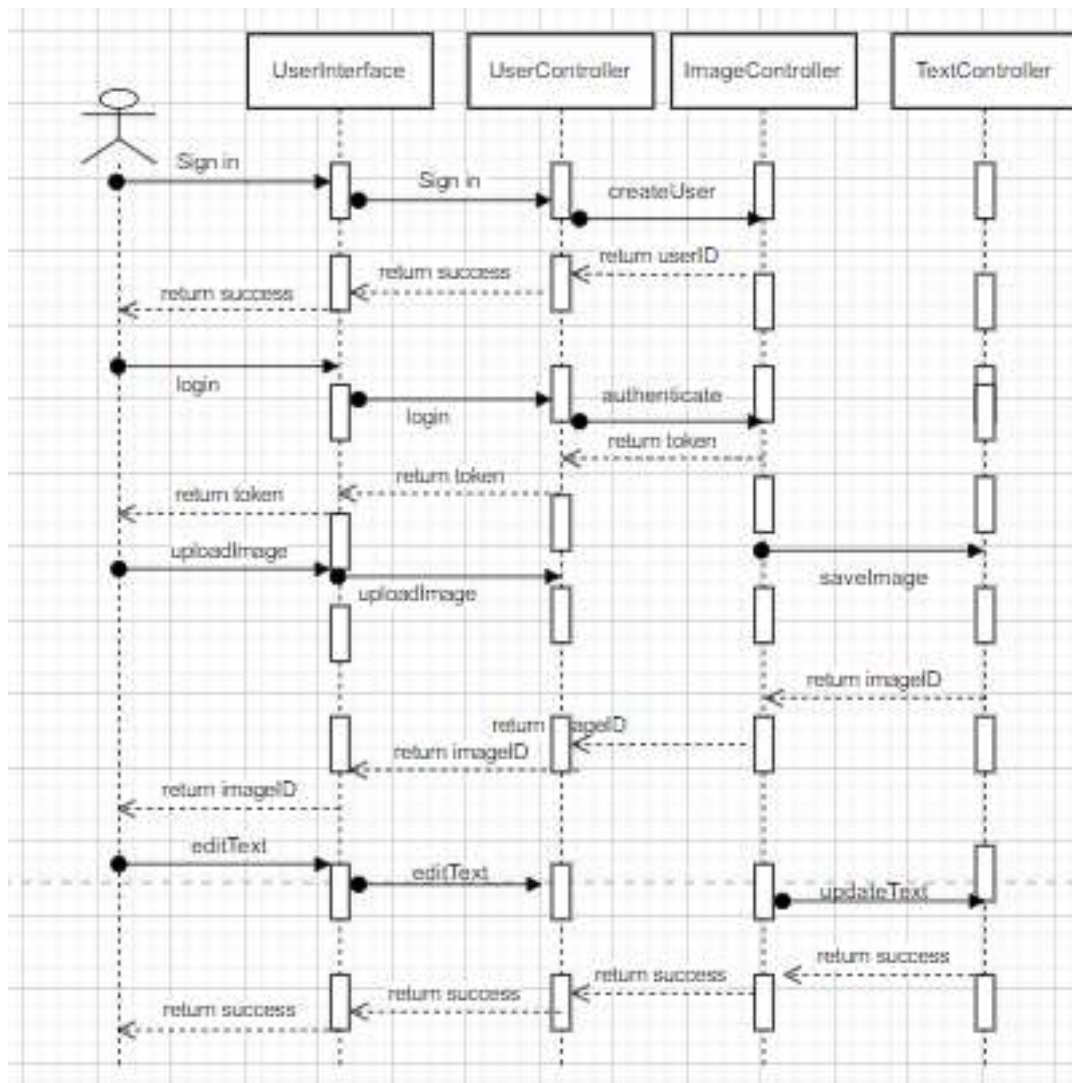 UserInterface
UserController
ImageController
TextController
Sign in
Sign in
createUser
return userID
return success
return success
login
login
authenticate
return token
return token
return token
uploadImage
uploadImage
saveImage
return imageID
return ageID
return imageID
return imageID
editText
editText
updateText
return success
return success
return success
return success